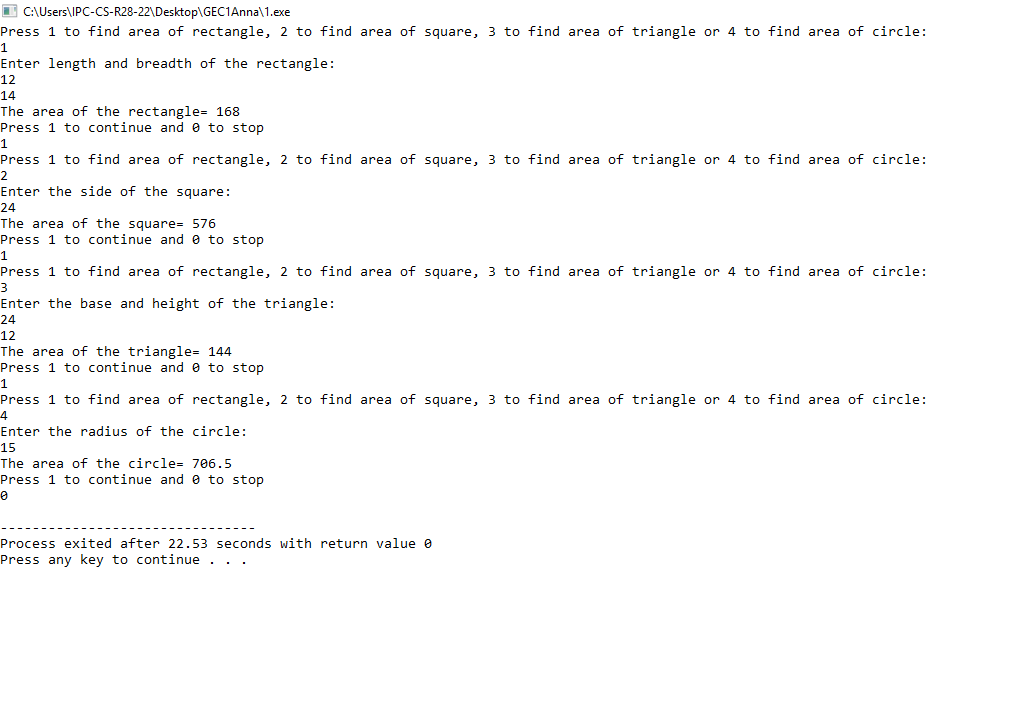 C:\Users\IPC-CS-R28-22\Desktop\GEC1Anna\1.exe
Press 1 to find area of rectangle, 2 to find area of square, 3 to find area of triangle or 4 to find area of circle:
1
Enter length and breadth of the rectangle:
12
14
The area of the rectangle= 168
Press 1 to continue and 0 to stop
1
Press 1 to find area of rectangle, 2 to find area of square, 3 to find area of triangle or 4 to find area of circle:
2
Enter the side of the square:
24
The area of the square= 576
Press 1 to continue and 0 to stop
1
Press 1 to find area of rectangle, 2 to find area of square, 3 to find area of triangle or 4 to find area of circle:
3
Enter the base and height of the triangle:
24
12
The area of the triangle= 144
Press 1 to continue and 0 to stop
1
Press 1 to find area of rectangle, 2 to find area of square, 3 to find area of triangle or 4 to find area of circle:
4
Enter the radius of the circle:
15
The area of the circle= 706.5
Press 1 to continue and 0 to stop
0
--------------------------------
Process exited after 22.53 seconds with return value 0
Press any key to continue . . .